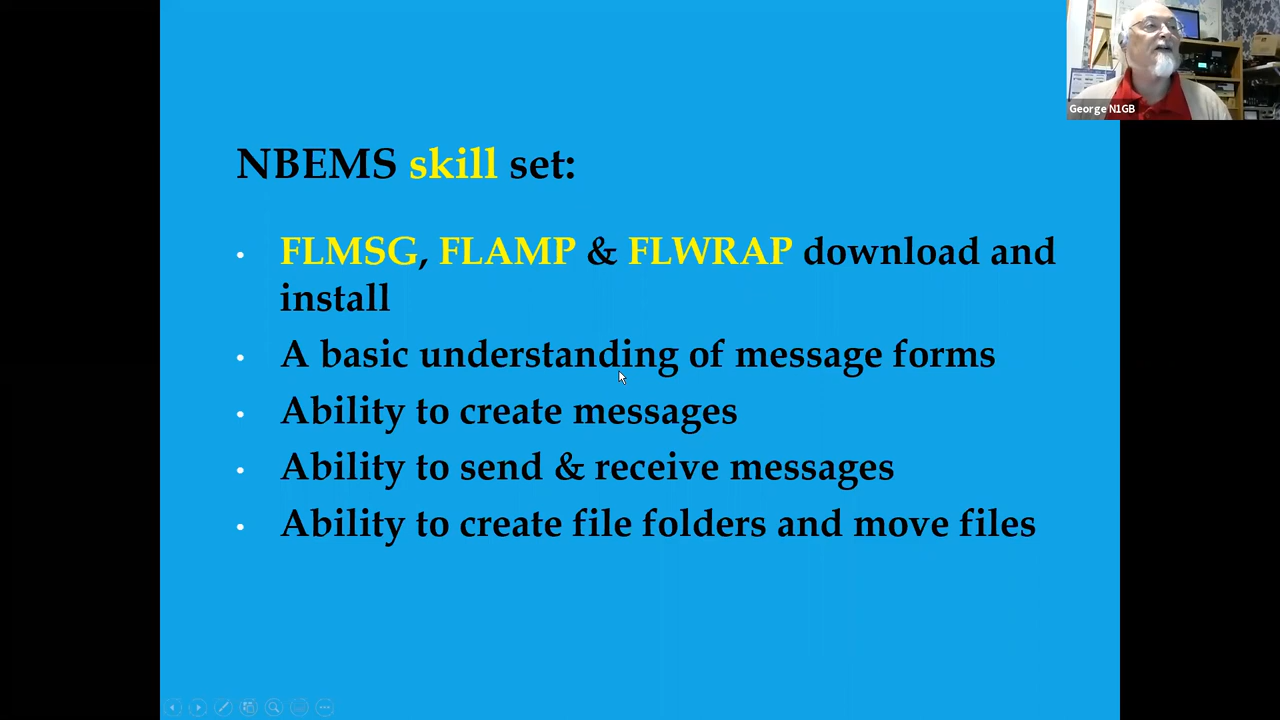 George N1GB
NBEMS skill set:
• FLMSG, FLAMP & FLWRAP download and
install
• A basic understanding of message forms
• Ability to create messages
• Ability to send & receive messages
• Ability to create file folders and move files